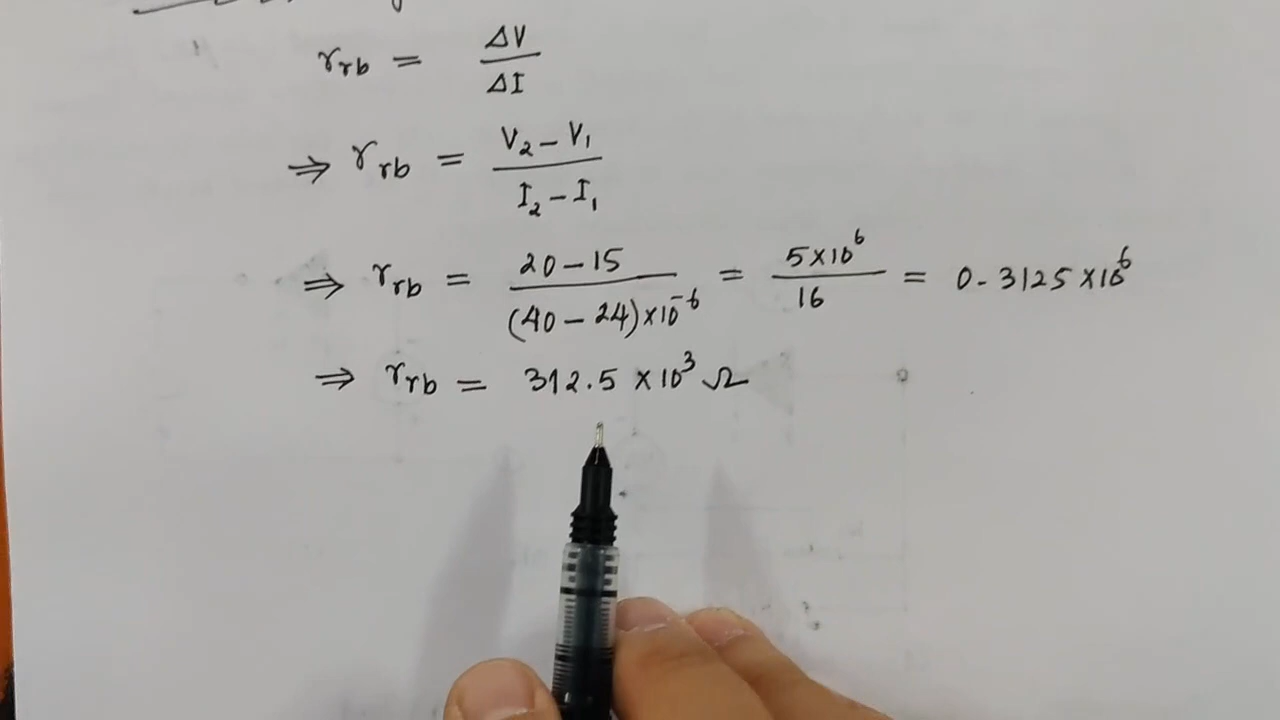 r_rb = ΔV / ΔI
⇒ r_rb = V₂ − V₁ / I₂ − I₁
⇒ r_rb = 20 − 15 / (40 − 24) × 10⁻⁶ = 5 × 10⁶ / 16 = 0.3125 × 10⁶
⇒ r_rb = 312.5 × 10³ Ω